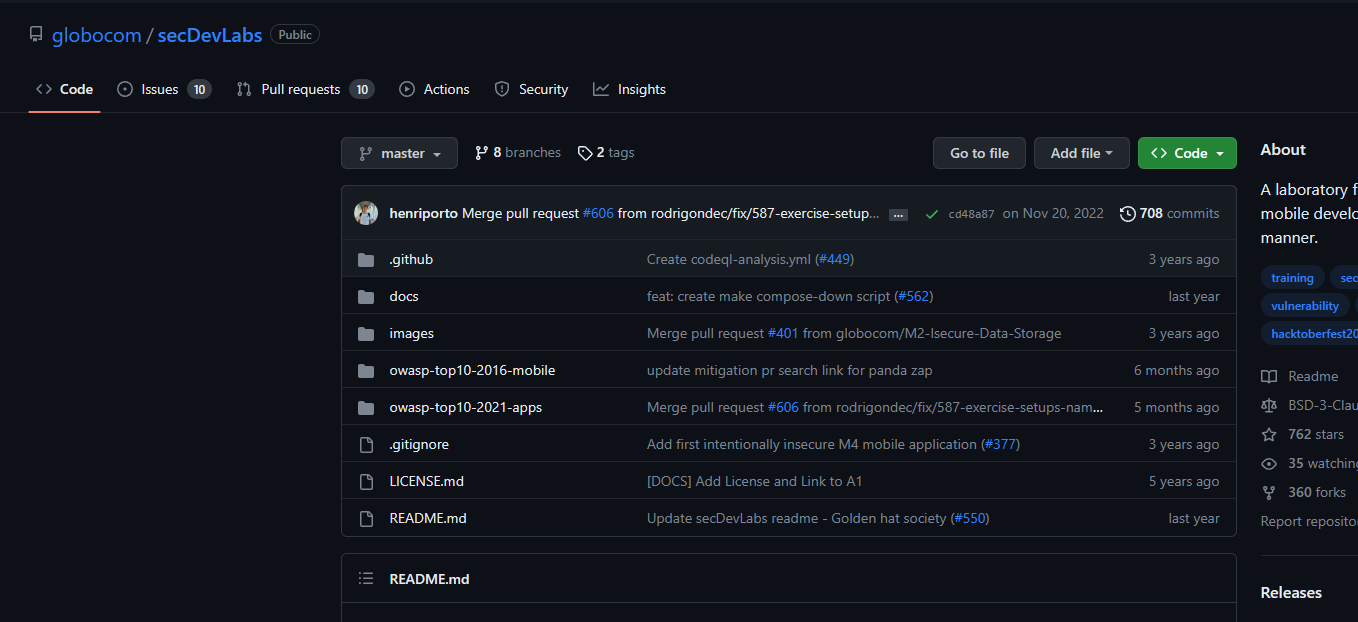 globocom / secDevLabs Public
Code Issues 10 Pull requests 10 Actions Security Insights
master 8 branches 2 tags Go to file Add file Code
henriporto Merge pull request #606 from rodrigondec/fix/587-exercise-setup... ... cd48a87 on Nov 20, 2022 708 commits
.github Create codeql-analysis.yml (#449) 3 years ago
docs feat: create make compose-down script (#562) last year
images Merge pull request #401 from globocom/M2-Isecure-Data-Storage 3 years ago
owasp-top10-2016-mobile update mitigation pr search link for panda zap 6 months ago
owasp-top10-2021-apps Merge pull request #606 from rodrigondec/fix/587-exercise-setups-nam... 5 months ago
.gitignore Add first intentionally insecure M4 mobile application (#377) 3 years ago
LICENSE.md [DOCS] Add License and Link to A1 5 years ago
README.md Update secDevLabs readme - Golden hat society (#550) last year
README.md
About
A laboratory f
mobile develo
manner.
training sec
vulnerability
hacktoberfest20
Readme
BSD-3-Clau
762 stars
35 watching
360 forks
Report reposito
Releases